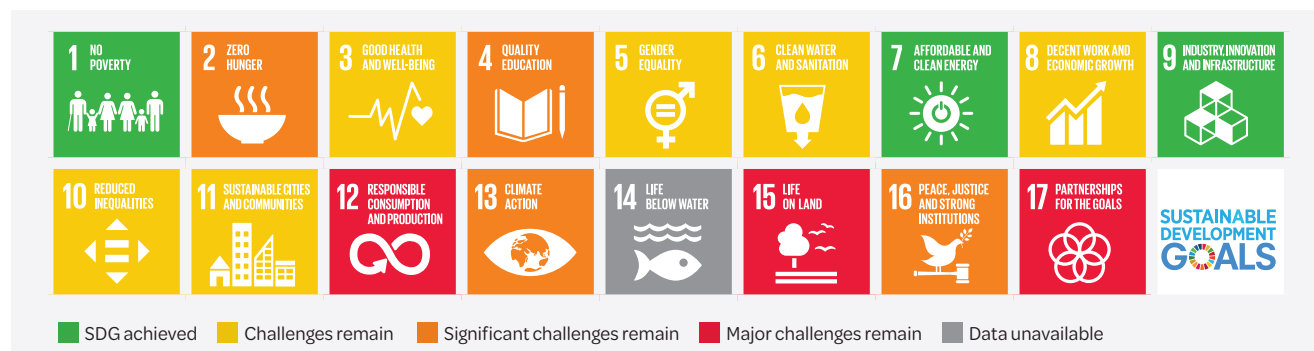 1 NO
POVERTY
2 ZERO
HUNGER
3 GOOD HEALTH
AND WELL-BEING
4 QUALITY
EDUCATION
5 GENDER
EQUALITY
6 CLEAN WATER
AND SANITATION
7 AFFORDABLE AND
CLEAN ENERGY
8 DECENT WORK AND
ECONOMIC GROWTH
9 INDUSTRY, INNOVATION
AND INFRASTRUCTURE
10 REDUCED
INEQUALITIES
11 SUSTAINABLE CITIES
AND COMMUNITIES
12 RESPONSIBLE
CONSUMPTION
AND PRODUCTION
13 CLIMATE
ACTION
14 LIFE
BELOW WATER
15 LIFE
ON LAND
16 PEACE, JUSTICE
AND STRONG
INSTITUTIONS
17 PARTNERSHIPS
FOR THE GOALS
SUSTAINABLE
DEVELOPMENT
GOALS
SDG achieved
Challenges remain
Significant challenges remain
Major challenges remain
Data unavailable